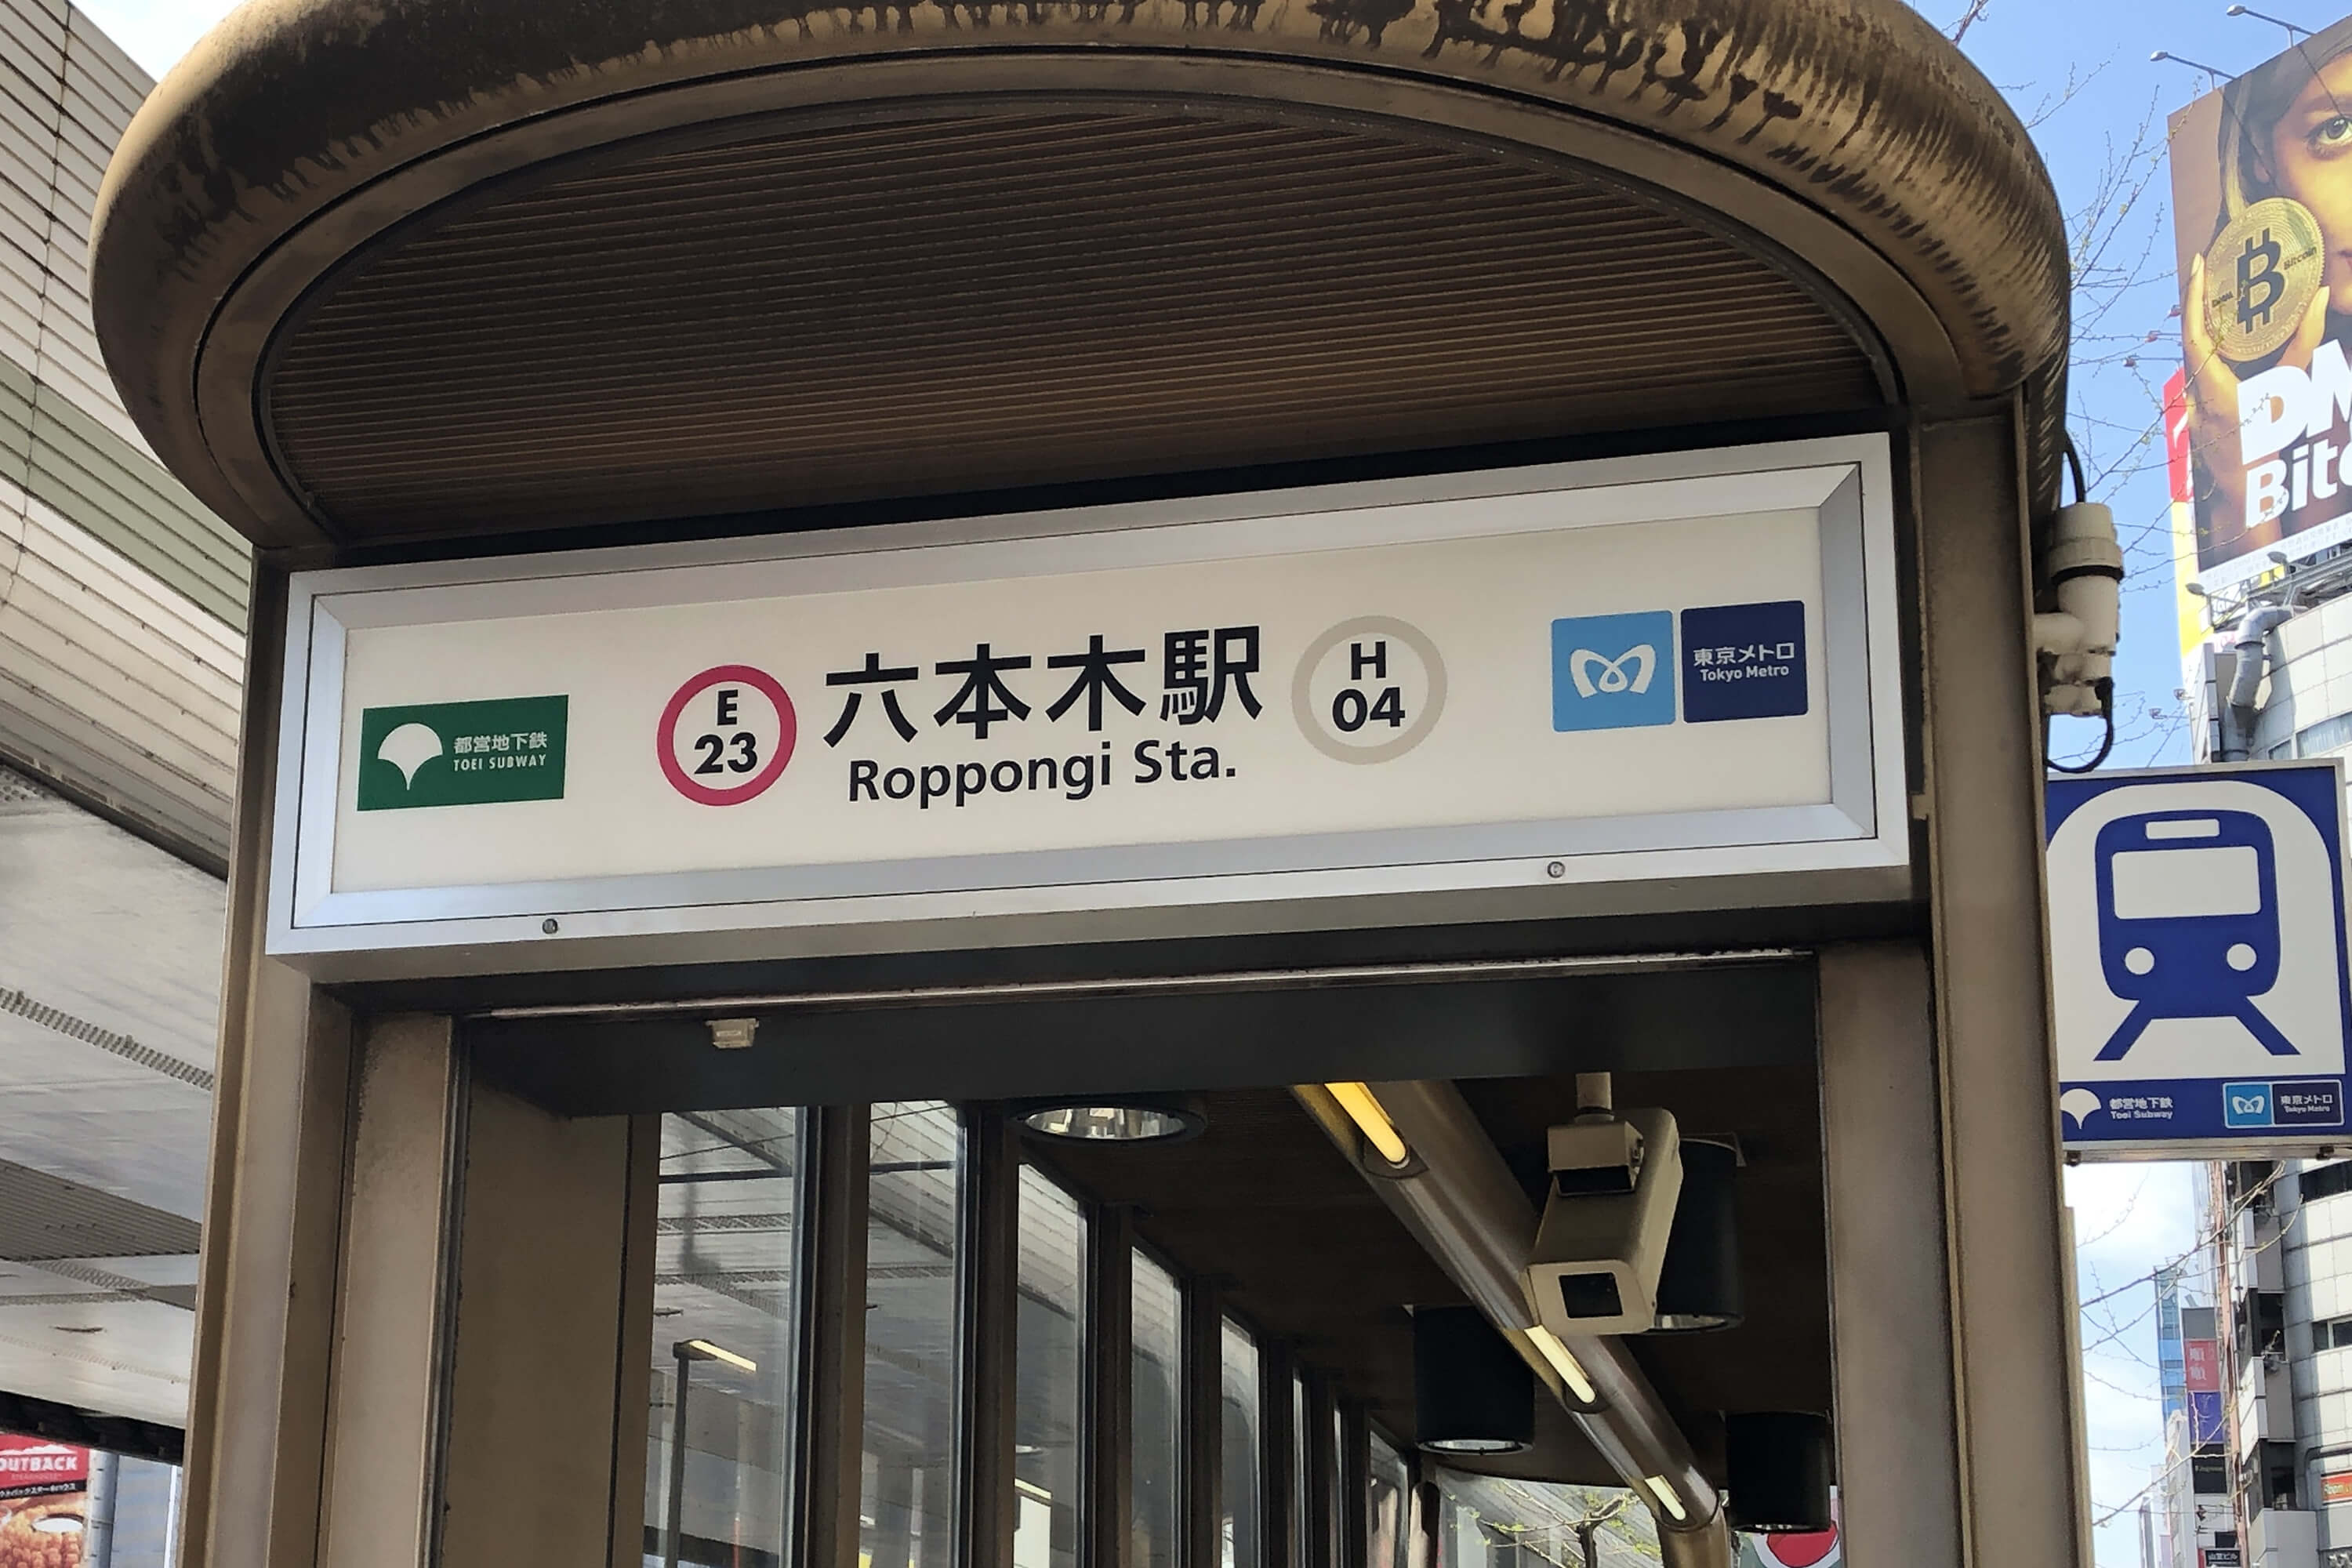 都営地下鉄
TOEI SUBWAY
E
23
六本木駅
Roppongi Sta.
H
04
東京メトロ
Tokyo Metro
Bitcoin
都営地下鉄
Toei Subway
東京メトロ
Tokyo Metro
OUTBACK
STEAKHOUSE